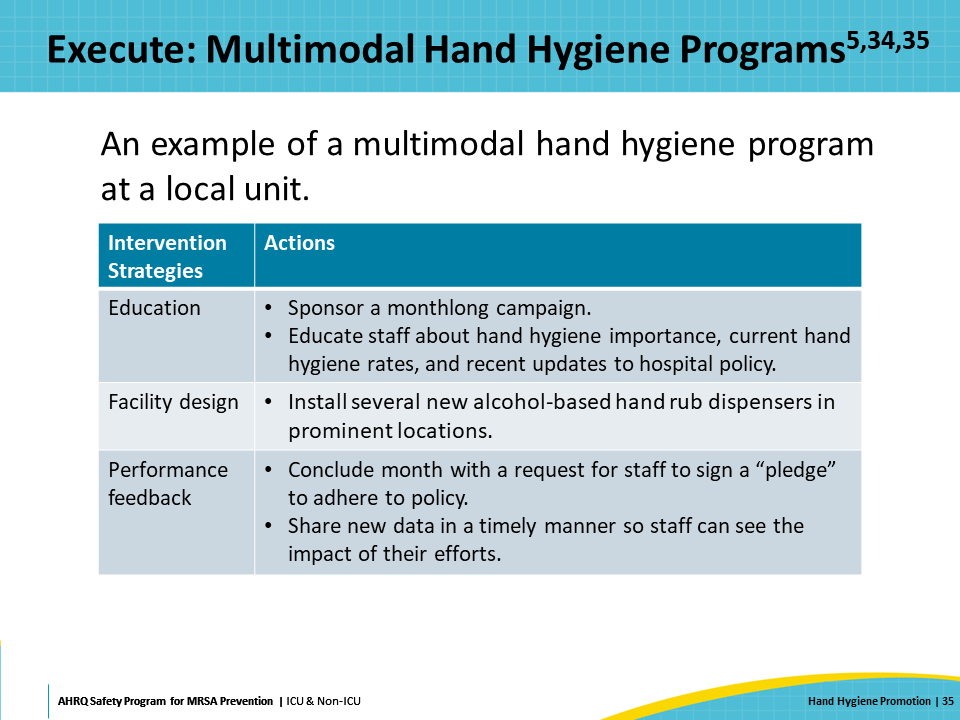 Execute: Multimodal Hand Hygiene Programs5,34,35
An example of a multimodal hand hygiene program
at a local unit.
Intervention
Strategies
Actions
Education
• Sponsor a monthlong campaign.
• Educate staff about hand hygiene importance, current hand
hygiene rates, and recent updates to hospital policy.
Facility design
• Install several new alcohol-based hand rub dispensers in
prominent locations.
Performance
feedback
• Conclude month with a request for staff to sign a “pledge”
to adhere to policy.
• Share new data in a timely manner so staff can see the
impact of their efforts.
AHRQ Safety Program for MRSA Prevention | ICU & Non-ICU
Hand Hygiene Promotion | 35